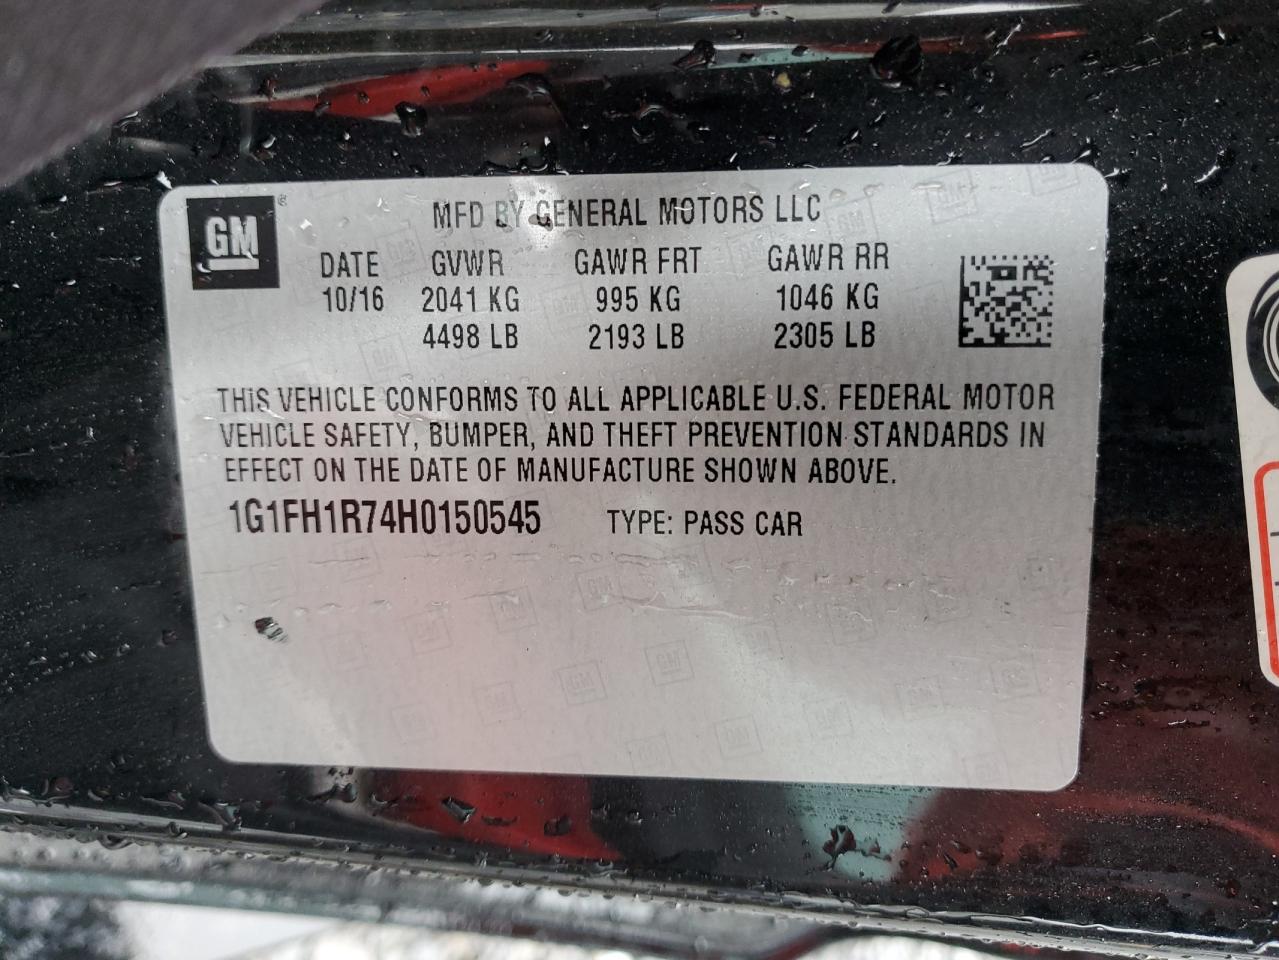 GM
MFD BY GENERAL MOTORS LLC
DATE GVWR GAWR FRT GAWR RR
10/16 2041 KG 995 KG 1046 KG
4498 LB 2193 LB 2305 LB
THIS VEHICLE CONFORMS TO ALL APPLICABLE U.S. FEDERAL MOTOR
VEHICLE SAFETY, BUMPER, AND THEFT PREVENTION STANDARDS IN
EFFECT ON THE DATE OF MANUFACTURE SHOWN ABOVE.
1G1FH1R74H0150545 TYPE: PASS CAR